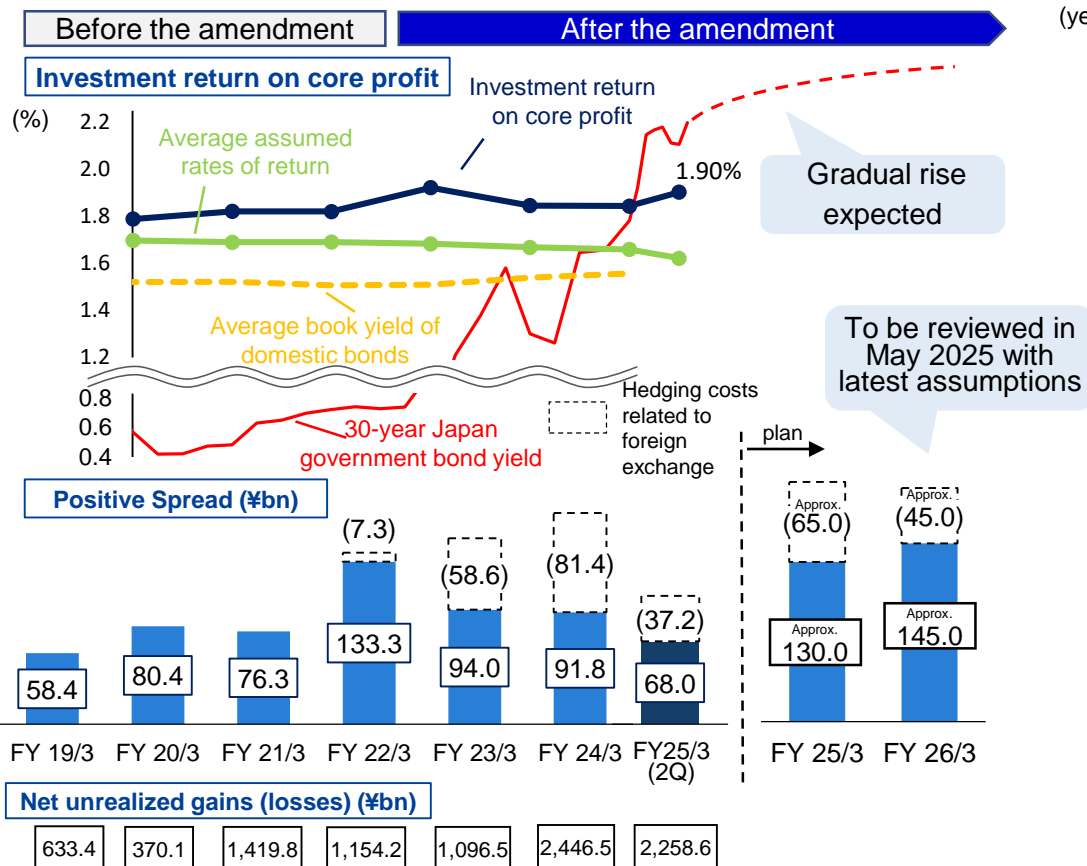 Before the amendment
After the amendment
(ye
Investment return on core profit
(%)
2.2
2.0
1.8
1.6
1.4
1.2
0.8
0.6
0.4
Average assumed
rates of return
Investment return
on core profit
1.90%
Gradual rise
expected
Average book yield of
domestic bonds
30-year Japan
government bond yield
Hedging costs
related to
foreign
exchange
To be reviewed in
May 2025 with
latest assumptions
plan
Positive Spread (¥bn)
58.4
80.4
76.3
(7.3)
133.3
(58.6)
94.0
(81.4)
91.8
(37.2)
68.0
Approx.
(65.0)
Approx.
130.0
Approx.
(45.0)
Approx.
145.0
FY 19/3
FY 20/3
FY 21/3
FY 22/3
FY 23/3
FY 24/3
FY25/3
(2Q)
FY 25/3
FY 26/3
Net unrealized gains (losses) (¥bn)
633.4
370.1
1,419.8
1,154.2
1,096.5
2,446.5
2,258.6